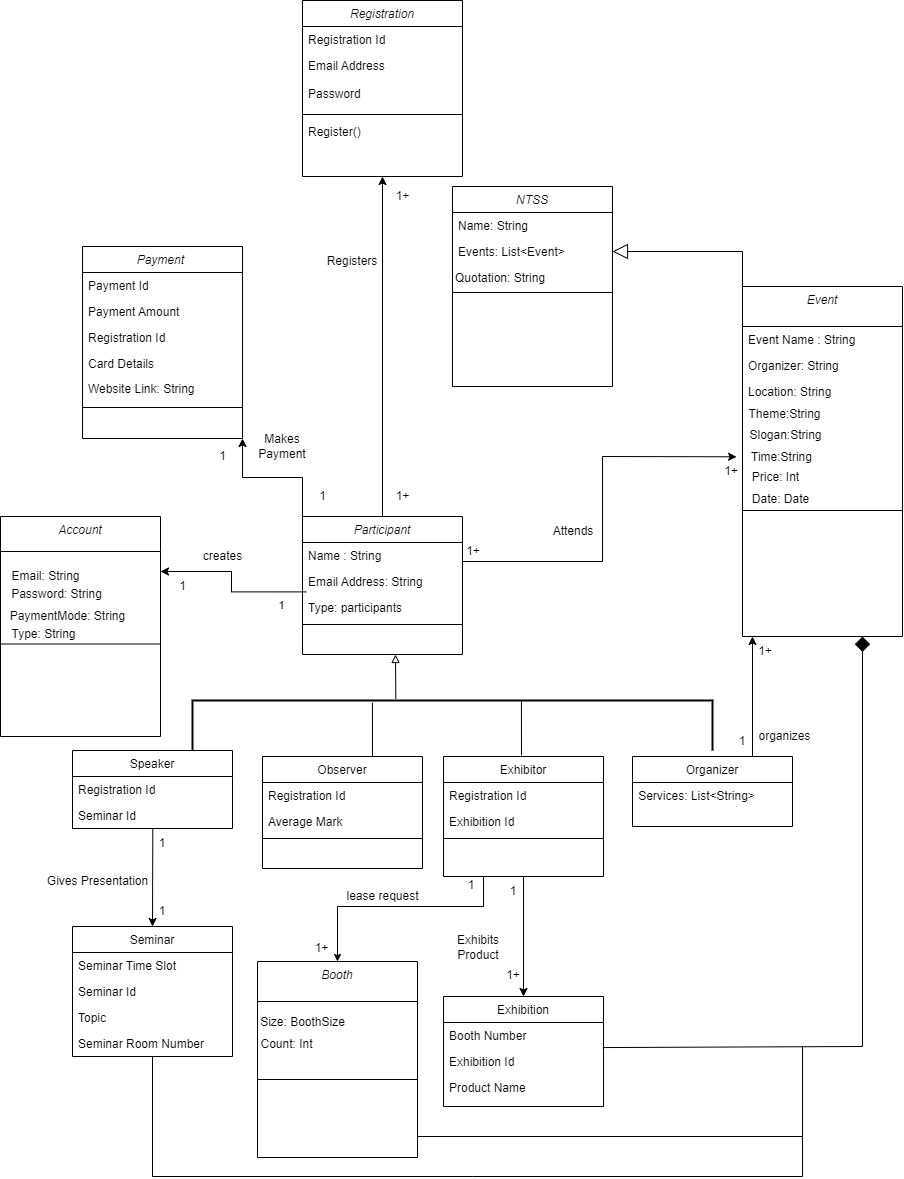 Registration
Registration Id
Email Address
Password
Register()
1+
Registers
1+
NTSS
Name: String
Events: List<Event>
Quotation: String
Payment
Payment Id
Payment Amount
Registration Id
Card Details
Website Link: String
Makes
Payment
1
1
Event
Event Name : String
Organizer: String
Location: String
Theme:String
Slogan:String
Time:String
Price: Int
Date: Date
1+
Attends
1+
Account
Email: String
Password: String
PaymentMode: String
Type: String
creates
1
1
Participant
Name : String
Email Address: String
Type: participants
1+
organizes
1
Speaker
Registration Id
Seminar Id
Observer
Registration Id
Average Mark
Exhibitor
Registration Id
Exhibition Id
Organizer
Services: List<String>
1
Gives Presentation
1
1
lease request
1+
1
Exhibits
Product
1+
Seminar
Seminar Time Slot
Seminar Id
Topic
Seminar Room Number
Booth
Size: BoothSize
Count: Int
Exhibition
Booth Number
Exhibition Id
Product Name